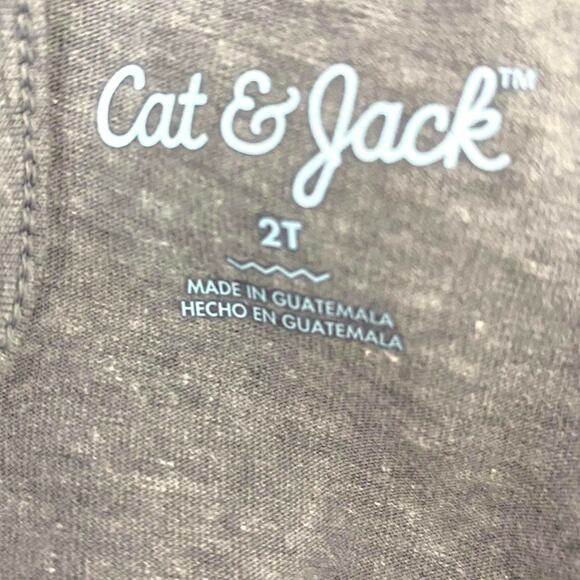 Cat & Jack™
2T
MADE IN GUATEMALA
HECHO EN GUATEMALA